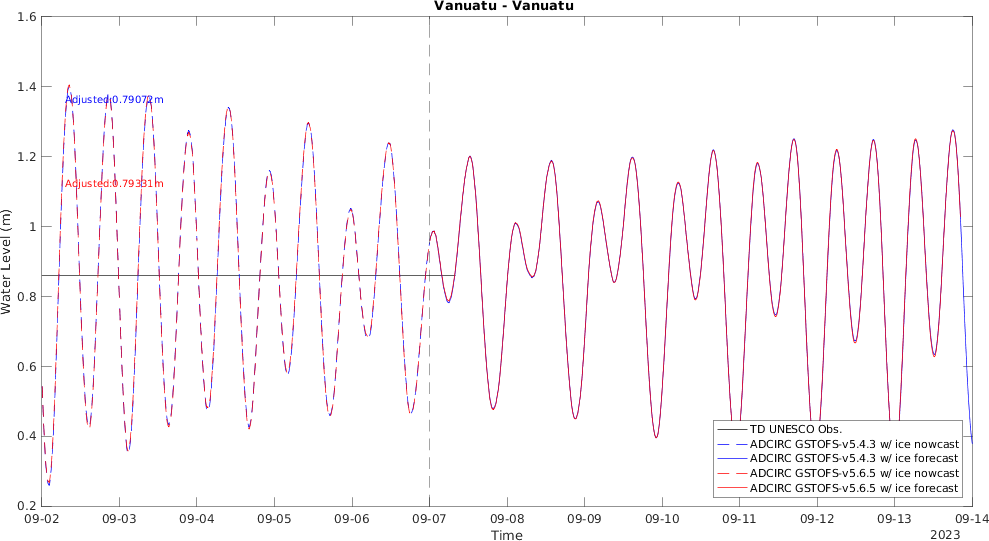 Vanuatu - Vanuatu
1.6
1.4
1.2
1
0.8
0.6
0.4
0.2
Water Level (m)
Adjusted:0.79072m
Adjusted:0.79331m
TD UNESCO Obs.
ADCIRC GSTOFS-v5.4.3 w/ ice nowcast
ADCIRC GSTOFS-v5.4.3 w/ ice forecast
ADCIRC GSTOFS-v5.6.5 w/ ice nowcast
ADCIRC GSTOFS-v5.6.5 w/ ice forecast
09-02 09-03 09-04 09-05 09-06 09-07 09-08 09-09 09-10 09-11 09-12 09-13 09-14
Time
2023